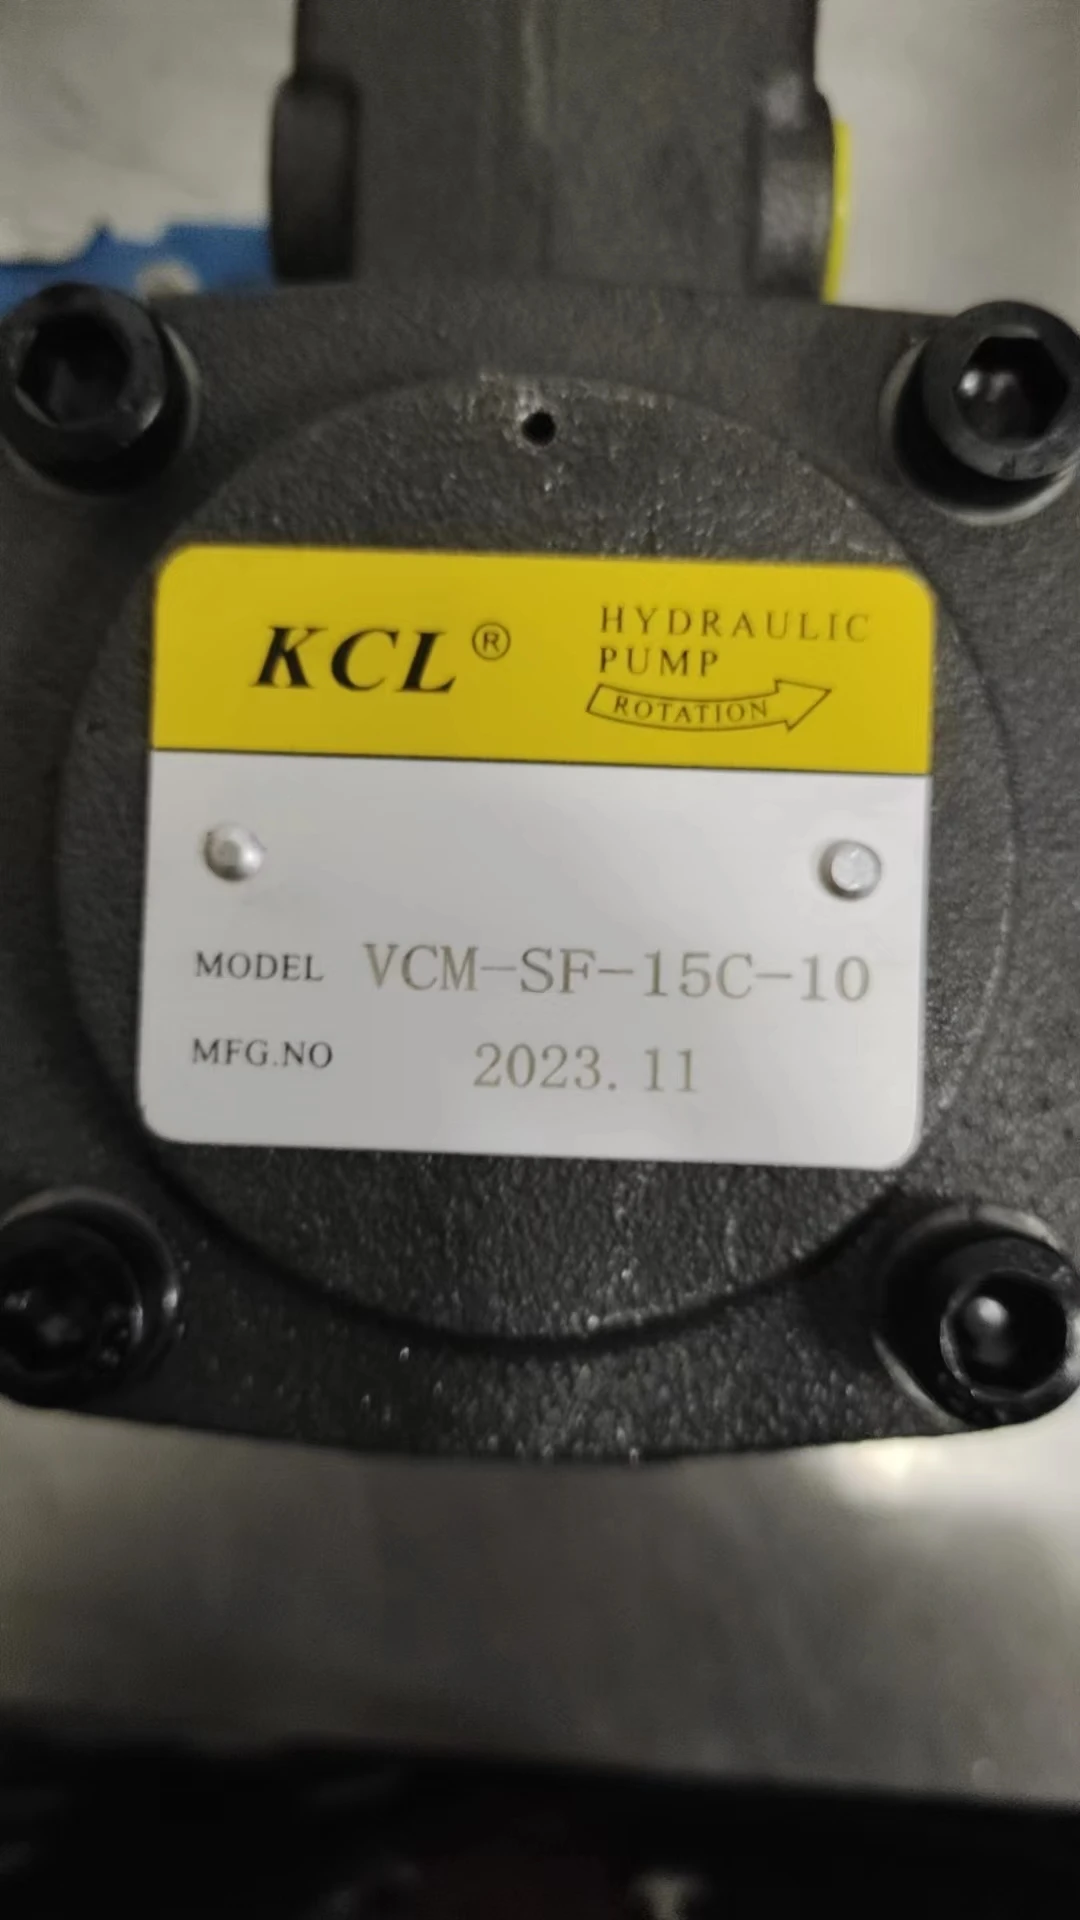 KCL®
HYDRAULIC
PUMP
ROTATION
MODEL VCM-SF-15C-10
MFG.NO 2023.11